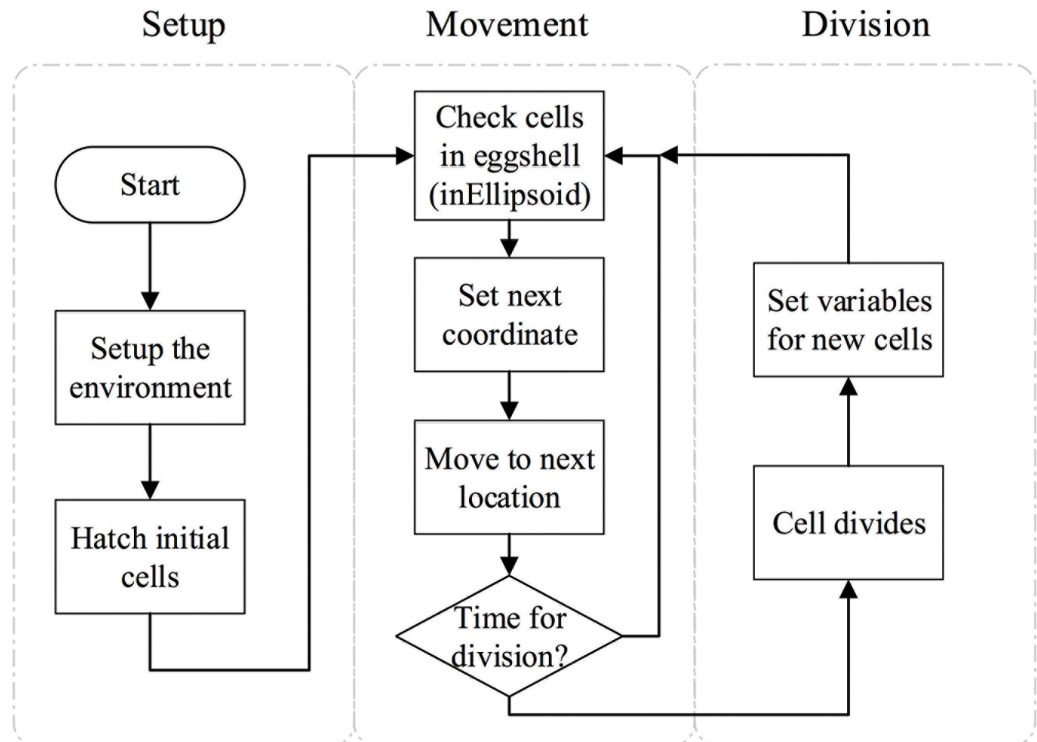 Setup
Movement
Division
Start
Setup the
environment
Hatch initial
cells
Check cells
in eggshell
(inEllipsoid)
Set next
coordinate
Move to next
location
Time for
division?
Set variables
for new cells
Cell divides